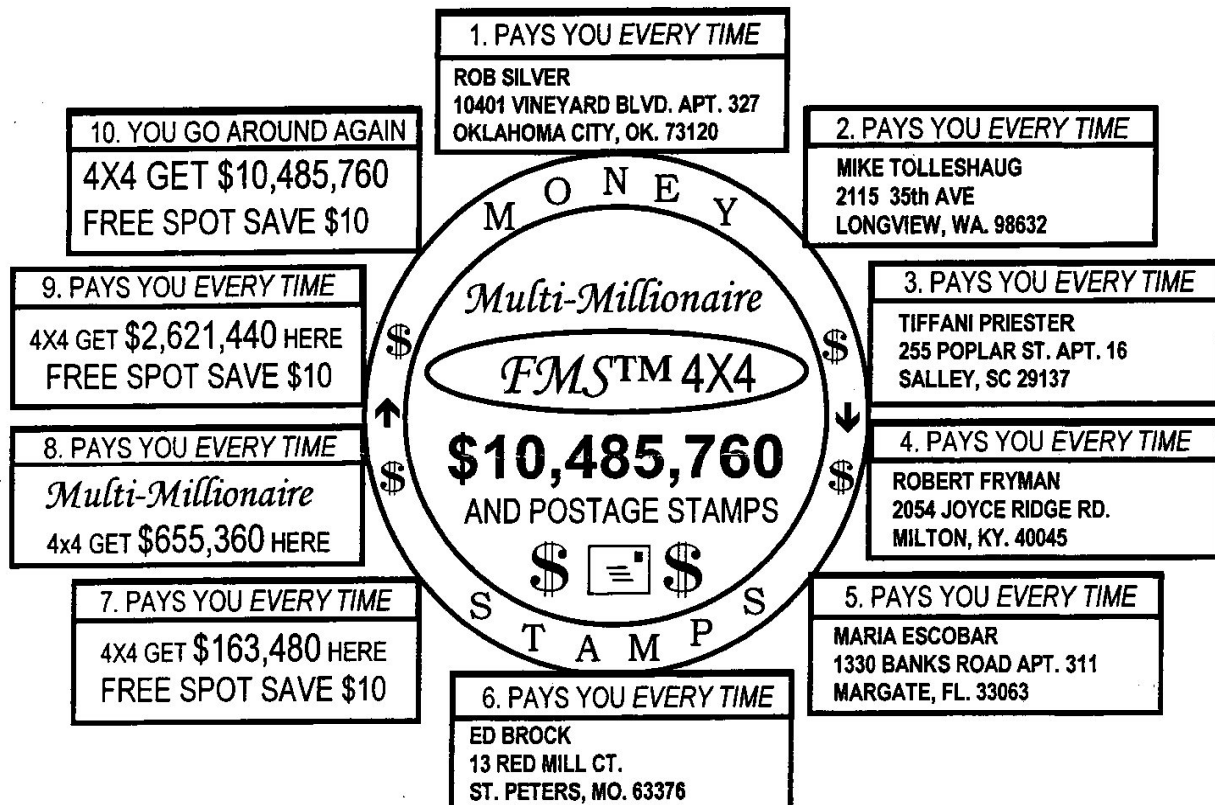 1. PAYS YOU EVERY TIME
ROB SILVER
10401 VINEYARD BLVD. APT. 327
OKLAHOMA CITY, OK. 73120
2. PAYS YOU EVERY TIME
MIKE TOLLESHAUG
2115 35th AVE
LONGVIEW, WA. 98632
3. PAYS YOU EVERY TIME
TIFFANI PRIESTER
255 POPLAR ST. APT. 16
SALLEY, SC 29137
4. PAYS YOU EVERY TIME
ROBERT FRYMAN
2054 JOYCE RIDGE RD.
MILTON, KY. 40045
5. PAYS YOU EVERY TIME
MARIA ESCOBAR
1330 BANKS ROAD APT. 311
MARGATE, FL. 33063
6. PAYS YOU EVERY TIME
ED BROCK
13 RED MILL CT.
ST. PETERS, MO. 63376
7. PAYS YOU EVERY TIME
4X4 GET $163,480 HERE
FREE SPOT SAVE $10
8. PAYS YOU EVERY TIME
Multi-Millionaire
4x4 GET $655,360 HERE
9. PAYS YOU EVERY TIME
4X4 GET $2,621,440 HERE
FREE SPOT SAVE $10
10. YOU GO AROUND AGAIN
4X4 GET $10,485,760
FREE SPOT SAVE $10
MONEY
$ $
$ $
STAMPS
Multi-Millionaire
FMS™ 4X4
$10,485,760
AND POSTAGE STAMPS
$ $